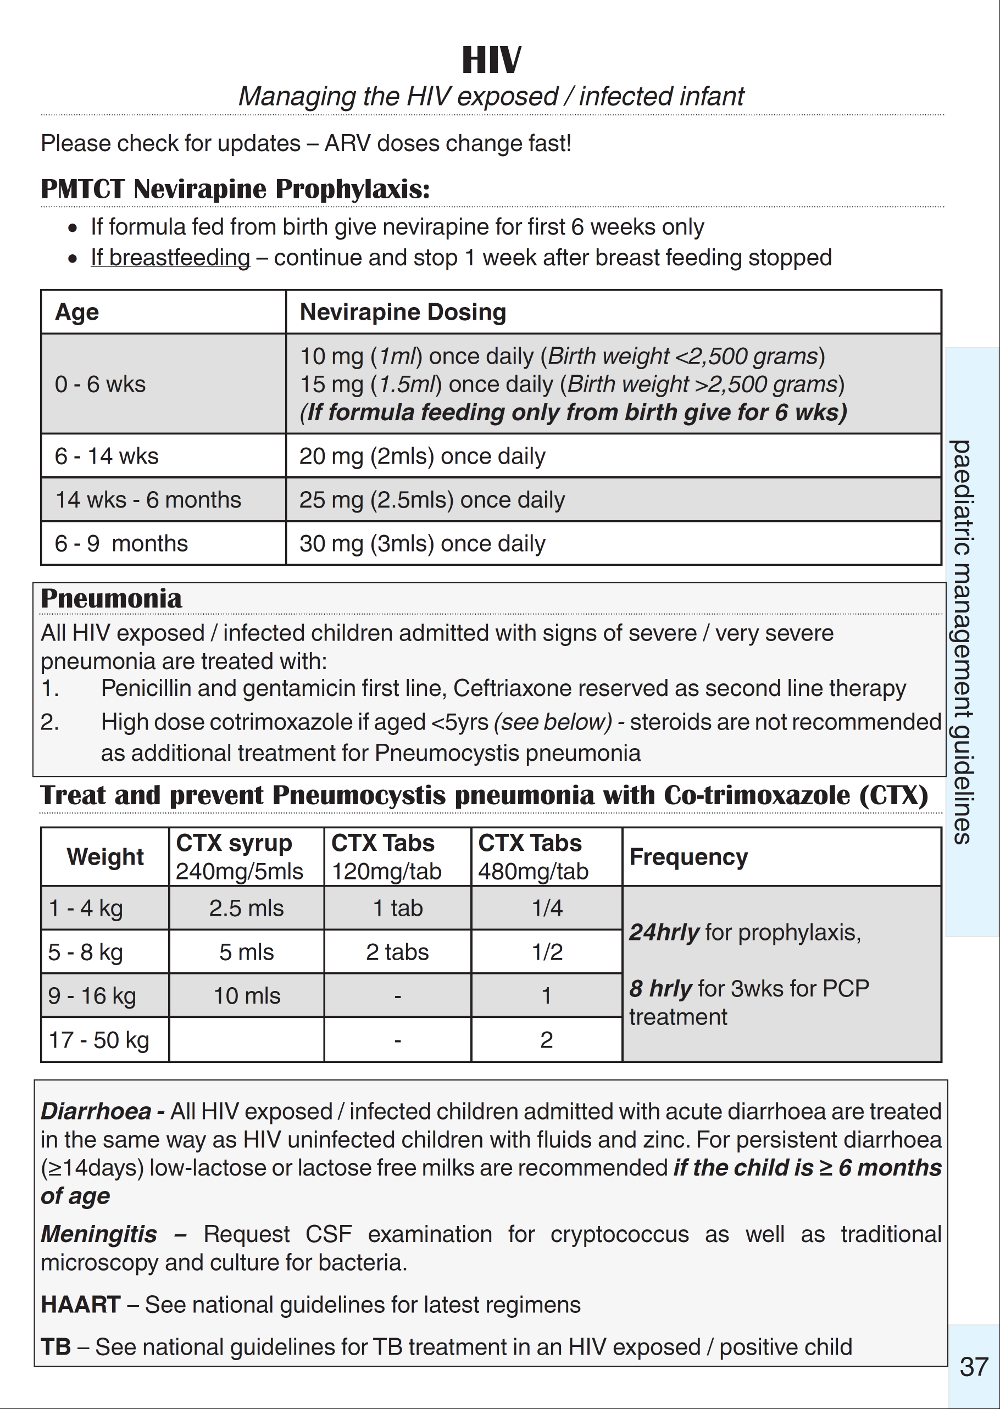 HIV
Managing the HIV exposed / infected infant
Please check for updates – ARV doses change fast!
PMTCT Nevirapine Prophylaxis:
• If formula fed from birth give nevirapine for first 6 weeks only
• If breastfeeding – continue and stop 1 week after breast feeding stopped
Age Nevirapine Dosing
0 - 6 wks
10 mg (1ml) once daily (Birth weight <2,500 grams)
15 mg (1.5ml) once daily (Birth weight >2,500 grams)
(If formula feeding only from birth give for 6 wks)
6 - 14 wks 20 mg (2mls) once daily
14 wks - 6 months 25 mg (2.5mls) once daily
6 - 9 months 30 mg (3mls) once daily
Pneumonia
All HIV exposed / infected children admitted with signs of severe / very severe
pneumonia are treated with:
1. Penicillin and gentamicin first line, Ceftriaxone reserved as second line therapy
2. High dose cotrimoxazole if aged <5yrs (see below) - steroids are not recommended
as additional treatment for Pneumocystis pneumonia
Treat and prevent Pneumocystis pneumonia with Co-trimoxazole (CTX)
Weight CTX syrup CTX Tabs CTX Tabs Frequency
240mg/5mls 120mg/tab 480mg/tab
1 - 4 kg 2.5 mls 1 tab 1/4
5 - 8 kg 5 mls 2 tabs 1/2
9 - 16 kg 10 mls - 1
17 - 50 kg - 2
24hrly for prophylaxis,
8 hrly for 3wks for PCP
treatment
Diarrhoea - All HIV exposed / infected children admitted with acute diarrhoea are treated
in the same way as HIV uninfected children with fluids and zinc. For persistent diarrhoea
(≥14days) low-lactose or lactose free milks are recommended if the child is ≥ 6 months
of age
Meningitis – Request CSF examination for cryptococcus as well as traditional
microscopy and culture for bacteria.
HAART – See national guidelines for latest regimens
TB – See national guidelines for TB treatment in an HIV exposed / positive child
paediatric management guidelines
37